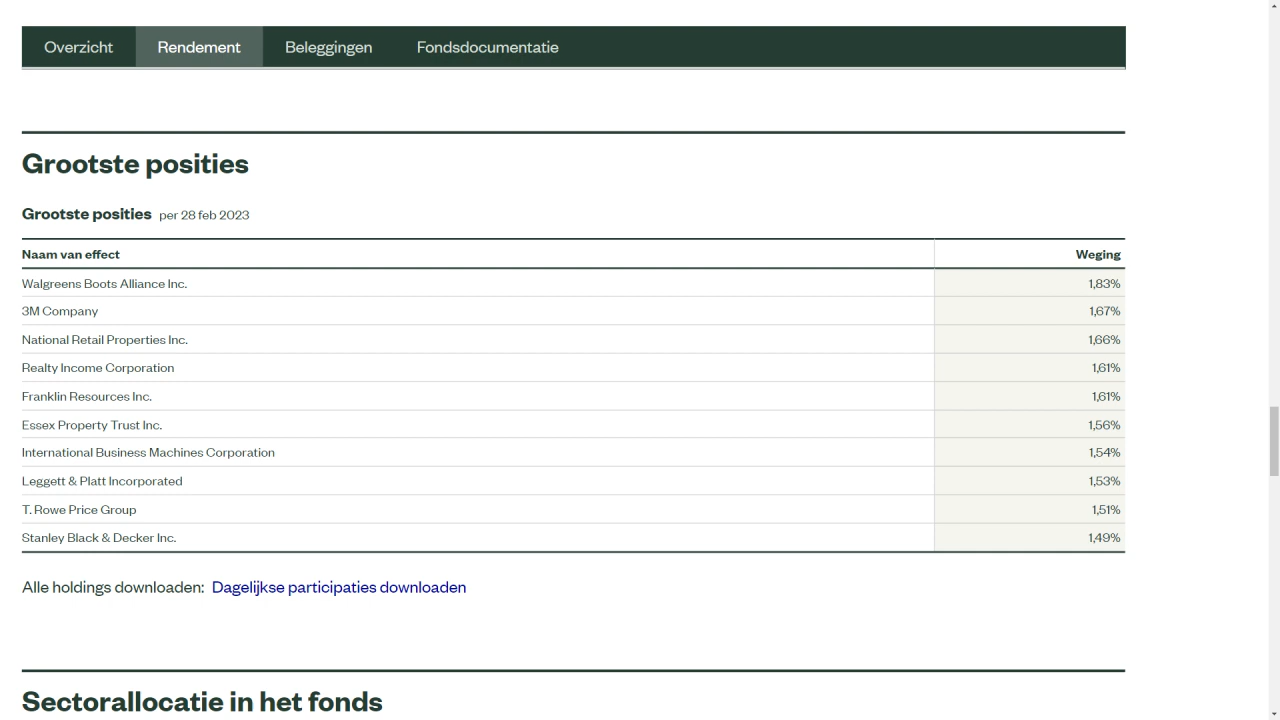 Overzicht Rendement Beleggingen Fondsdocumentatie
Grootste posities
Grootste posities per 28 feb 2023
Naam van effect Weging
Walgreens Boots Alliance Inc. 1,83%
3M Company 1,67%
National Retail Properties Inc. 1,66%
Realty Income Corporation 1,61%
Franklin Resources Inc. 1,61%
Essex Property Trust Inc. 1,56%
International Business Machines Corporation 1,54%
Leggett & Platt Incorporated 1,53%
T. Rowe Price Group 1,51%
Stanley Black & Decker Inc. 1,49%
Alle holdings downloaden: Dagelijkse participaties downloaden
Sectorallocatie in het fonds